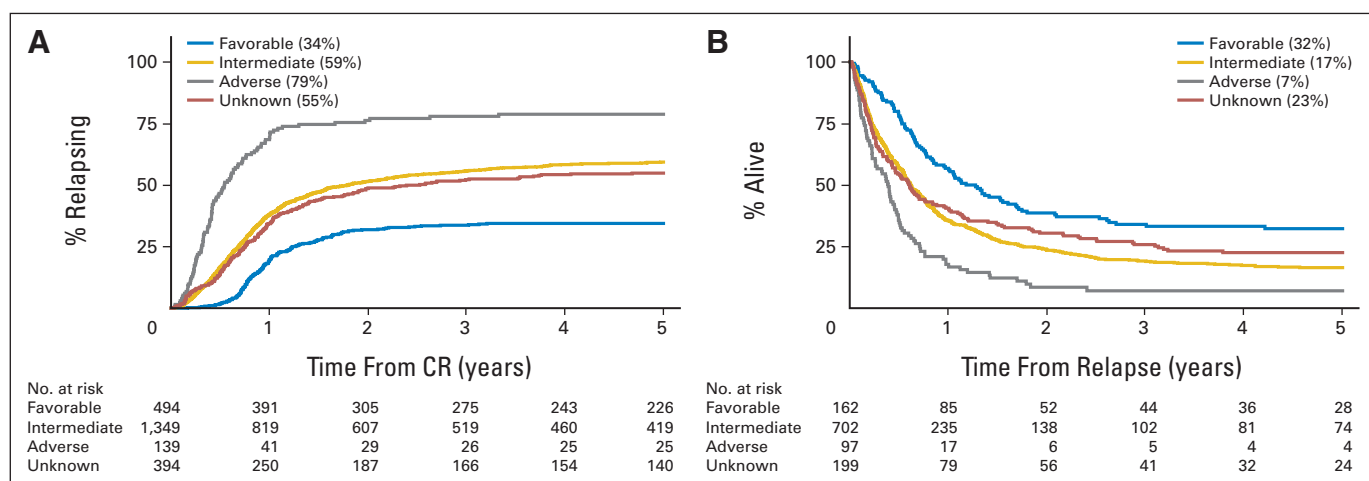 A
Favorable (34%)
Intermediate (59%)
Adverse (79%)
Unknown (55%)
% Relapsing
100
75
50
25
0 1 2 3 4 5
Time From CR (years)
No. at risk
Favorable 494 391 305 275 243 226
Intermediate 1,349 819 607 519 460 419
Adverse 139 41 29 26 25 25
Unknown 394 250 187 166 154 140
B
Favorable (32%)
Intermediate (17%)
Adverse (7%)
Unknown (23%)
% Alive
100
75
50
25
0 1 2 3 4 5
Time From Relapse (years)
No. at risk
Favorable 162 85 52 44 36 28
Intermediate 702 235 138 102 81 74
Adverse 97 17 6 5 4 4
Unknown 199 79 56 41 32 24